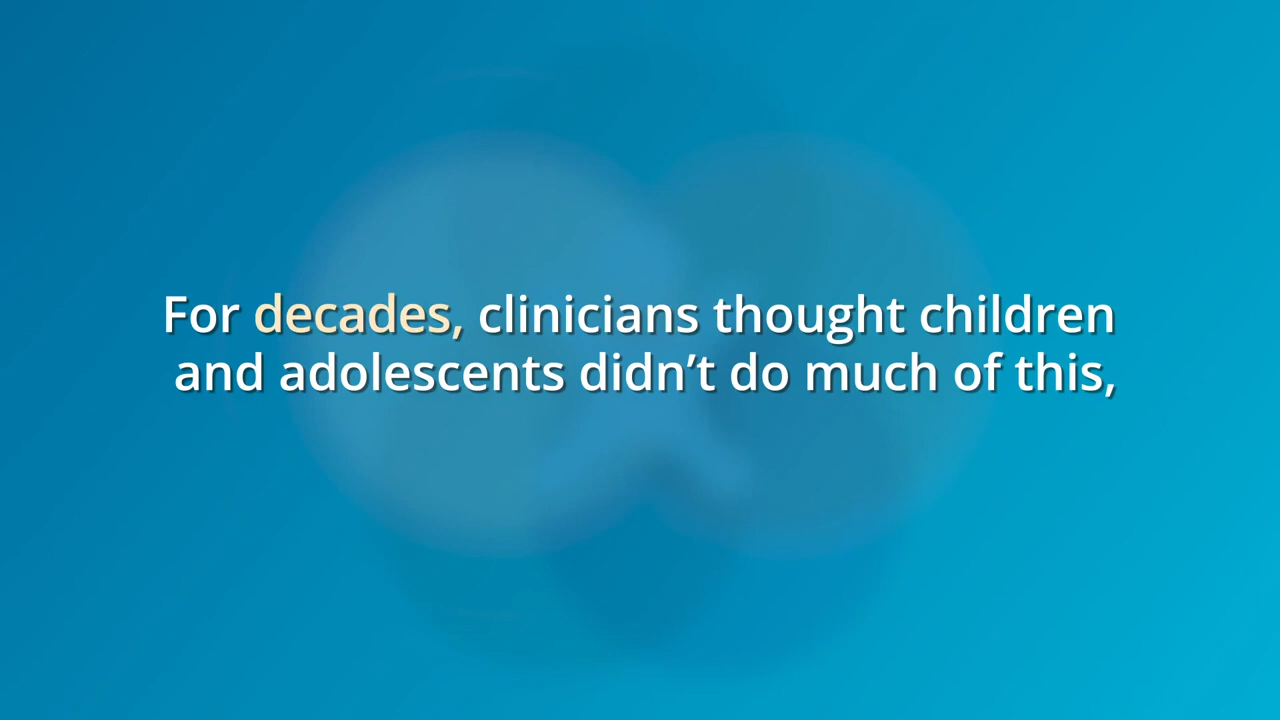 For decades, clinicians thought children
and adolescents didn’t do much of this,